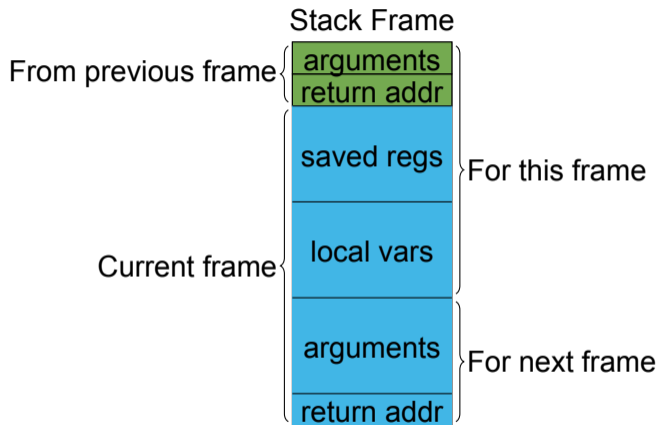 Stack Frame
From previous frame
arguments
return addr
saved regs
For this frame
Current frame
local vars
arguments
For next frame
return addr